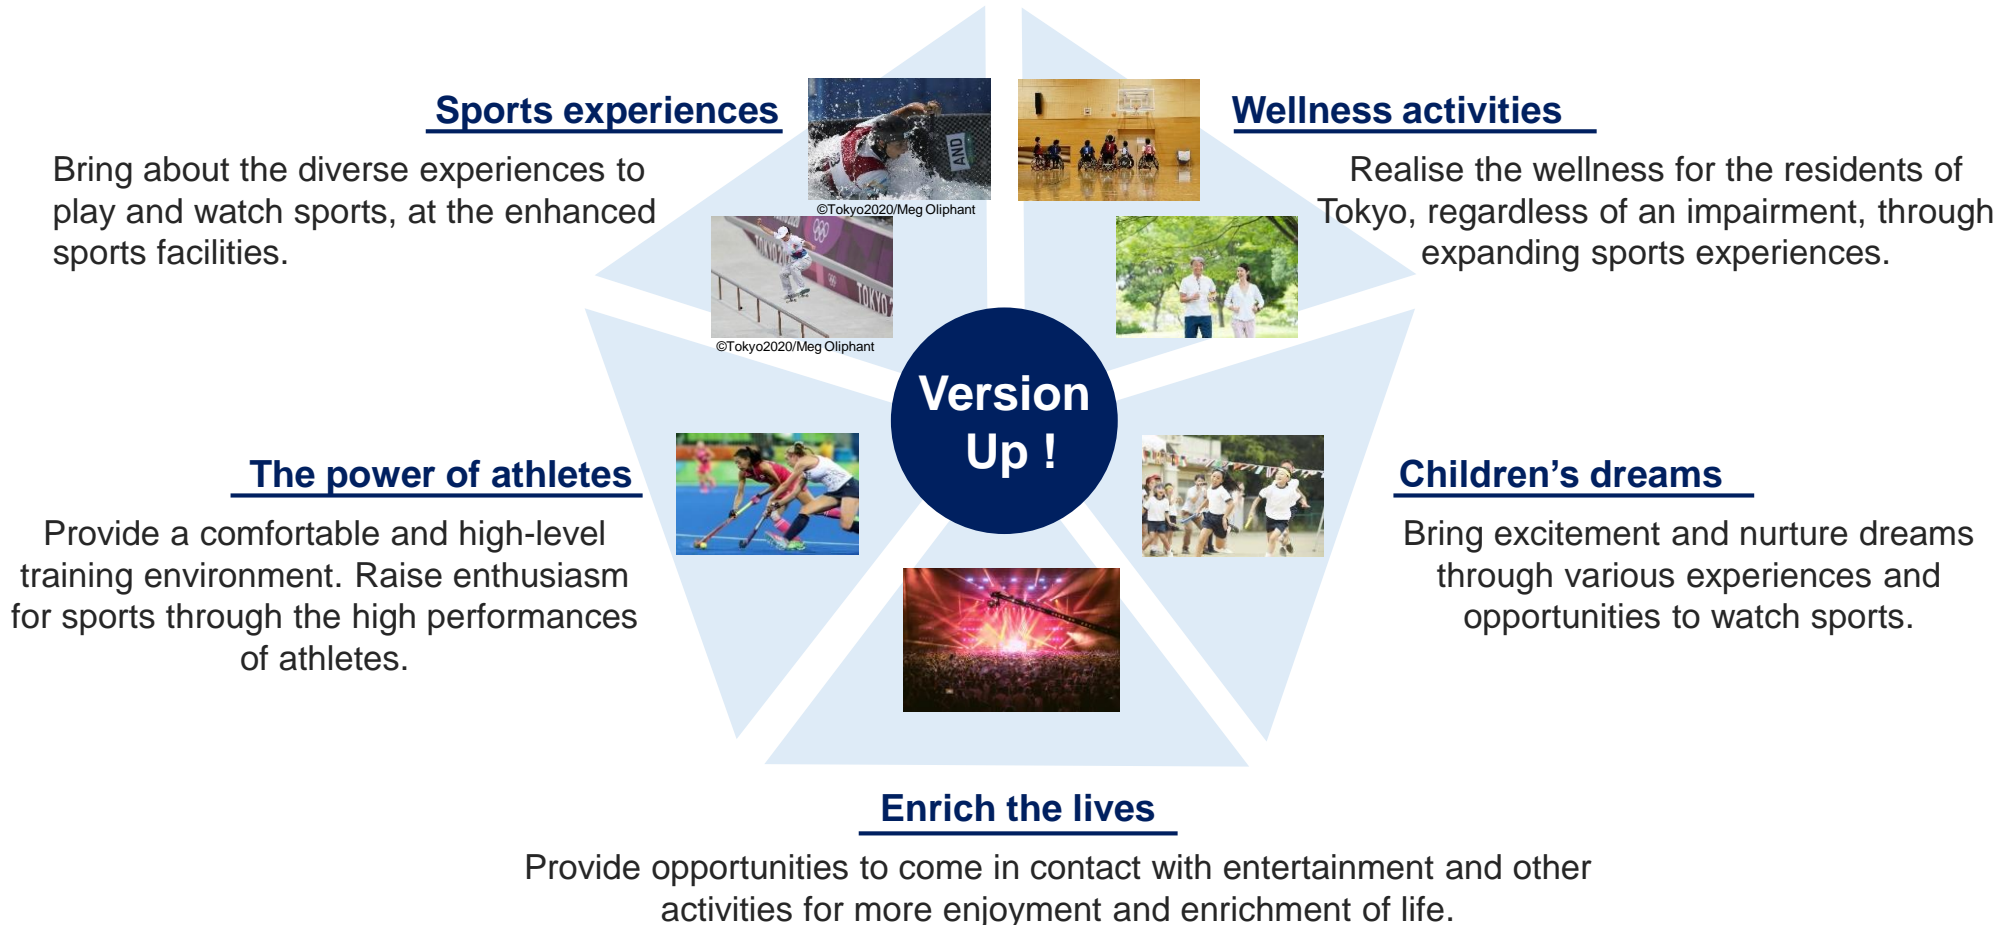 Sports experiences
Bring about the diverse experiences to
play and watch sports, at the enhanced
sports facilities.
AND
©Tokyo2020/Meg Oliphant
TOKYO 2
TOKYO 2
©Tokyo2020/Meg Oliphant
Wellness activities
Realise the wellness for the residents of
Tokyo, regardless of an impairment, through
expanding sports experiences.
Version
Up !
The power of athletes
Provide a comfortable and high-level
training environment. Raise enthusiasm
for sports through the high performances
of athletes.
Children’s dreams
Bring excitement and nurture dreams
through various experiences and
opportunities to watch sports.
Enrich the lives
Provide opportunities to come in contact with entertainment and other
activities for more enjoyment and enrichment of life.